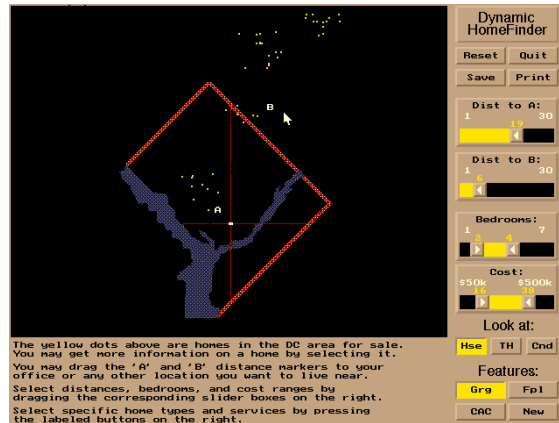 Dynamic
HomeFinder
Reset Quit
Save Print
Dist to A:
1 30
19
Dist to B:
1 30
6
Bedrooms:
1 7
2 4
Cost:
$50k $500k
16 38
Look at:
Hse TH Cnd
Features:
Grg Fpl
CAC New
B
A
The yellow dots above are homes in the DC area for sale.
You may get more information on a home by selecting it.
You may drag the 'A' and 'B' distance markers to your
office or any other location you want to live near.
Select distances, bedrooms, and cost ranges by
dragging the corresponding slider boxes on the right.
Select specific home types and services by pressing
the labeled buttons on the right.